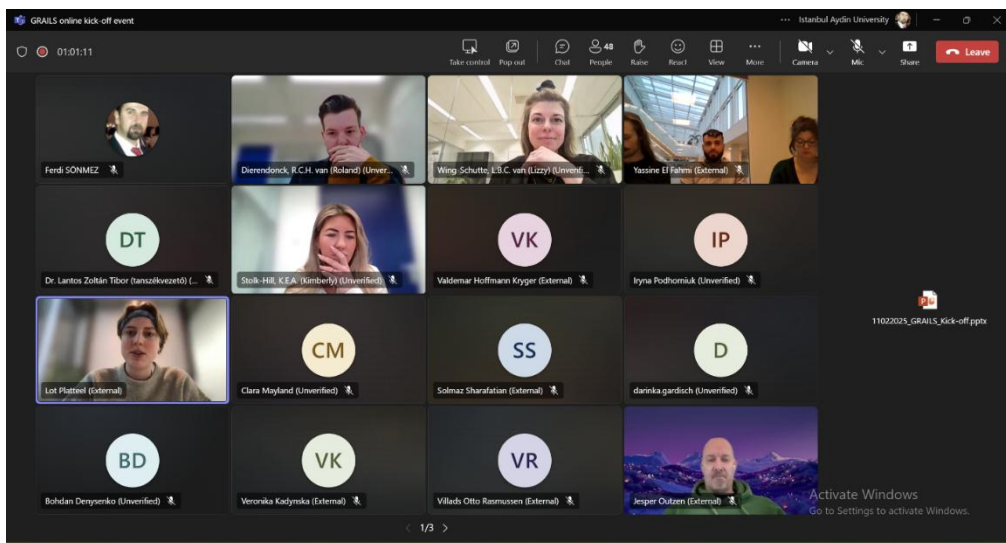 GRAILS online kick-off event
Istanbul Aydin University
01:01:11
Take control
Pop out
Chat
48
People
Raise
React
View
More
Camera
Mic
Share
Leave
Ferdi SÖNMEZ
Dierendonck, R.C.H. van (Roland) (Unver...
Wing-Schutte, L.B.C. van (Lizzy) (Unverifi...
Yassine El Fahmi (External)
DT
Dr. Lantos Zoltán Tibor (tanszékvezető) (...
Stolk-Hill, K.E.A. (Kimberly) (Unverified)
VK
Valdemar Hoffmann Kryger (External)
IP
Iryna Podhorniuk (Unverified)
11022025_GRAILS_Kick-off.pptx
Lot Platteel (External)
CM
Clara Mayland (Unverified)
SS
Solmaz Sharafatian (External)
D
darinka.gardisch (Unverified)
BD
Bohdan Denysenko (Unverified)
VK
Veronika Kadynska (External)
VR
Villads Otto Rasmussen (External)
Jesper Outzen (External)
Activate Windows
Go to Settings to activate Windows.
1/3